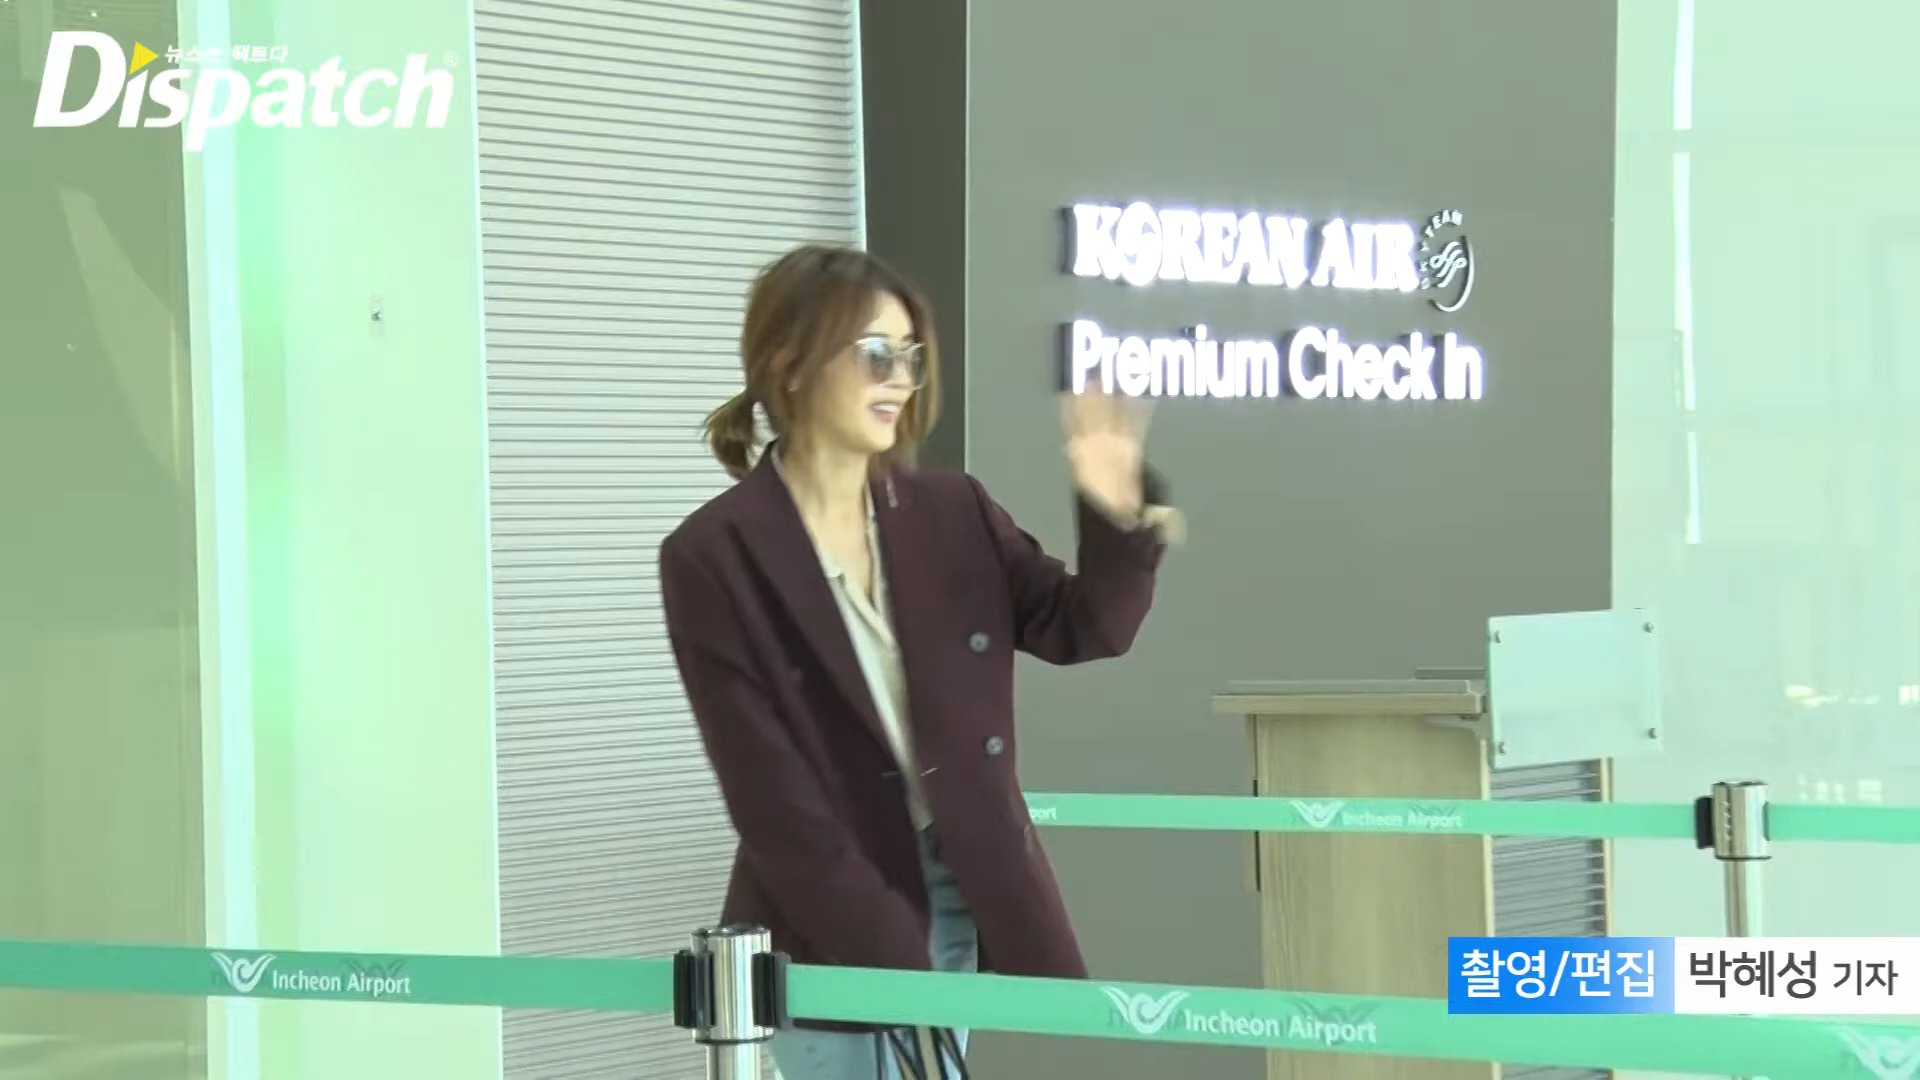 뉴스는 팩트다
Dispatch
KOREAN AIR
SKYTEAM
Premium Check In
port
Incheon Airport
Incheon Airport
Incheon Airport
촬영/편집 박혜성 기자